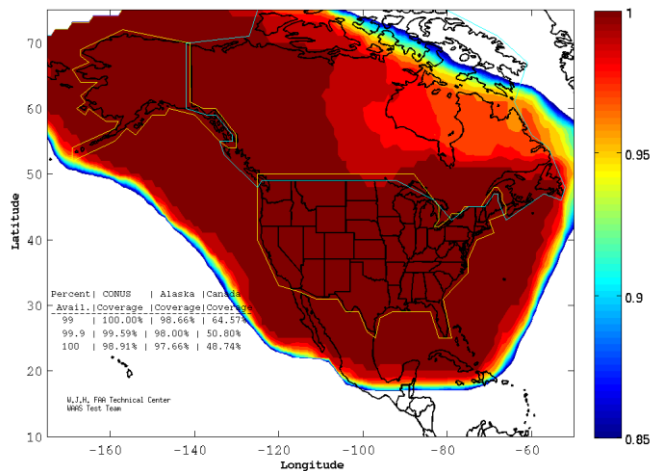 70
60
50
40
30
20
10
Latitude
Percent| CONUS | Alaska |Canada
Avail.|Coverage |Coverage|Coverage
99 |100.00% | 98.66% | 64.57%
99.9 | 99.59% | 98.00% | 50.80%
100 | 98.91% | 97.66% | 48.74%
W.J.H. FAA Technical Center
WAAS Test Team
-160 -140 -120 -100 -80 -60
Longitude
1
0.95
0.9
0.85